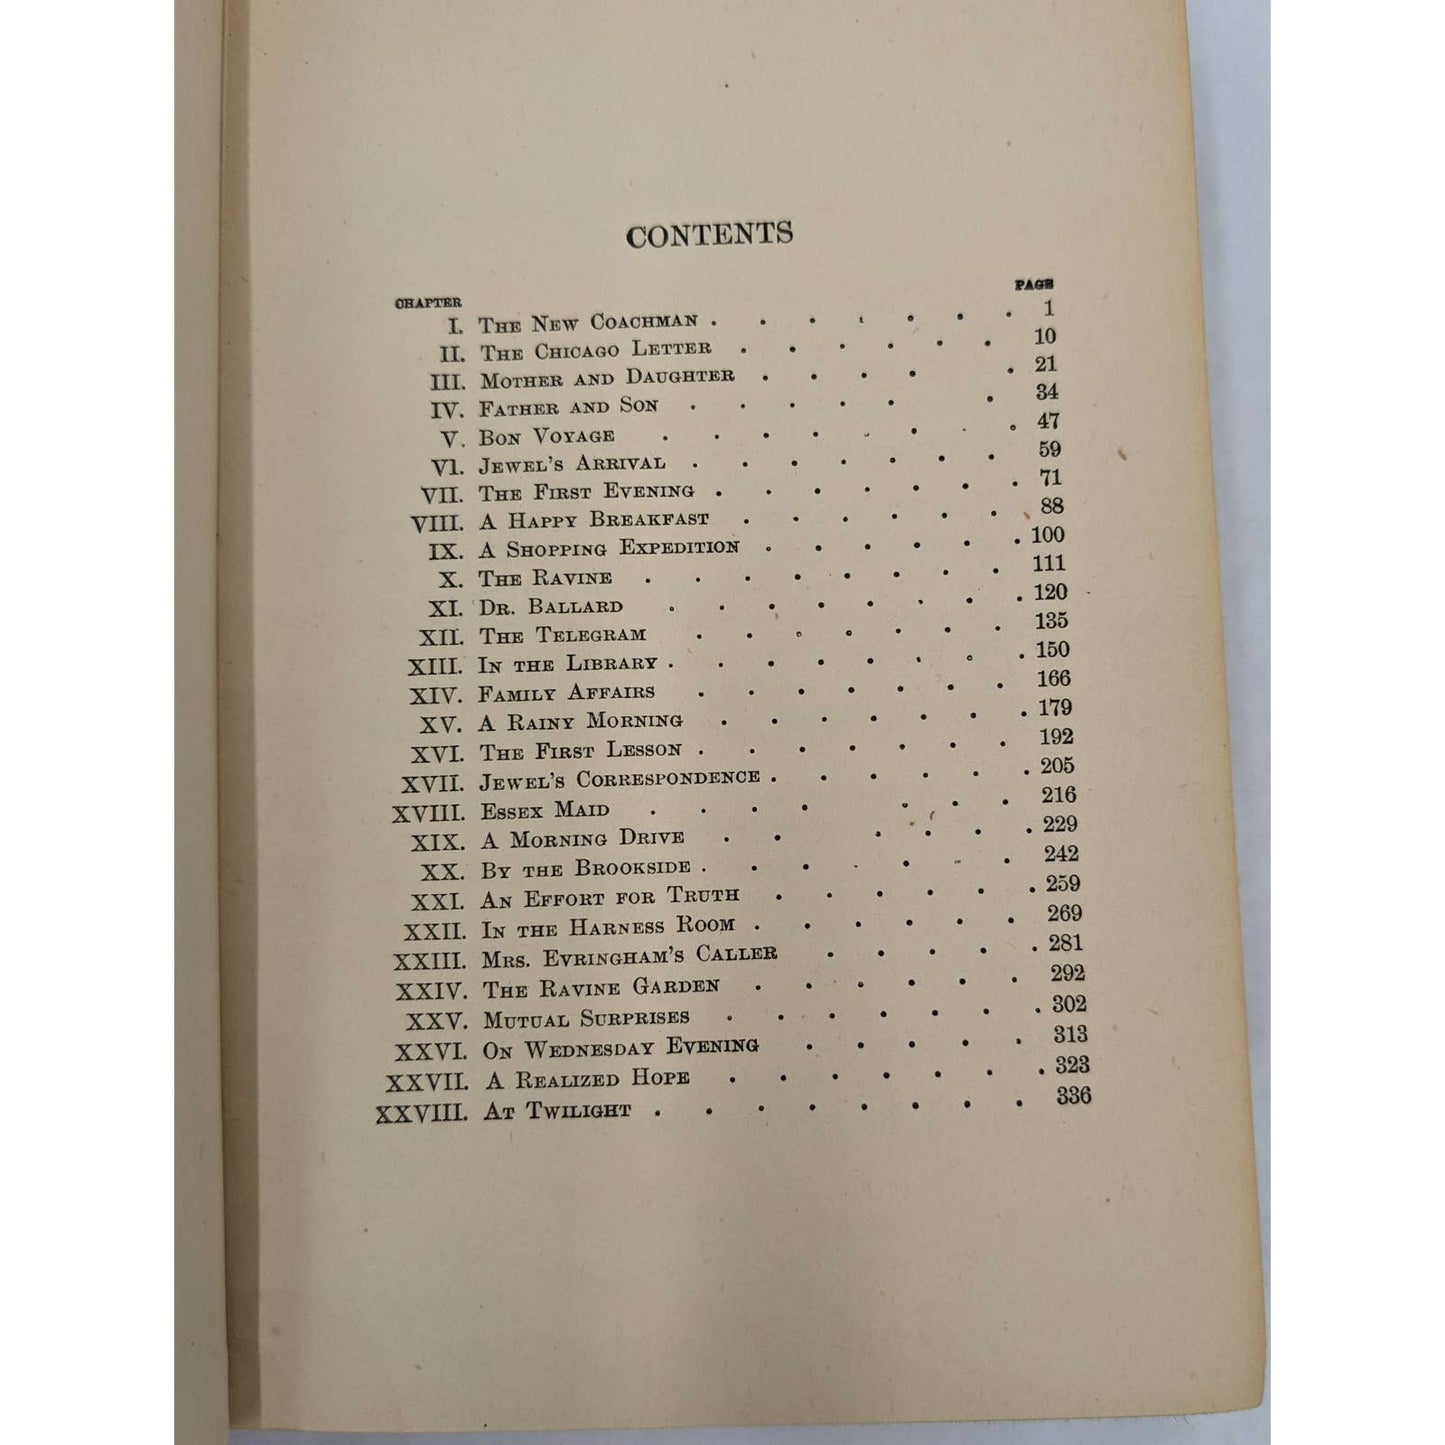 CONTENTS
CHAPTER PAGE
I. THE NEW COACHMAN . . . . . . . 1
II. THE CHICAGO LETTER . . . . . . 10
III. MOTHER AND DAUGHTER . . . . . 21
IV. FATHER AND SON . . . . . . 34
V. BON VOYAGE . . . . . . . . 47
VI. JEWEL'S ARRIVAL . . . . . . . 59
VII. THE FIRST EVENING . . . . . . . 71
VIII. A HAPPY BREAKFAST . . . . . . 88
IX. A SHOPPING EXPEDITION . . . . . . 100
X. THE RAVINE . . . . . . . . 111
XI. DR. BALLARD . . . . . . . . 120
XII. THE TELEGRAM . . . . . . . 135
XIII. IN THE LIBRARY . . . . . . . . 150
XIV. FAMILY AFFAIRS . . . . . . . 166
XV. A RAINY MORNING . . . . . . . 179
XVI. THE FIRST LESSON . . . . . . . 192
XVII. JEWEL'S CORRESPONDENCE . . . . . . 205
XVIII. ESSEX MAID . . . . . . . 216
XIX. A MORNING DRIVE . . . . . . 229
XX. BY THE BROOKSIDE . . . . . . . 242
XXI. AN EFFORT FOR TRUTH . . . . . . 259
XXII. IN THE HARNESS ROOM . . . . . . 269
XXIII. MRS. EVRINGHAM'S CALLER . . . . . 281
XXIV. THE RAVINE GARDEN . . . . . . 292
XXV. MUTUAL SURPRISES . . . . . . . 302
XXVI. ON WEDNESDAY EVENING . . . . . 313
XXVII. A REALIZED HOPE . . . . . . . 323
XXVIII. AT TWILIGHT . . . . . . . . 336